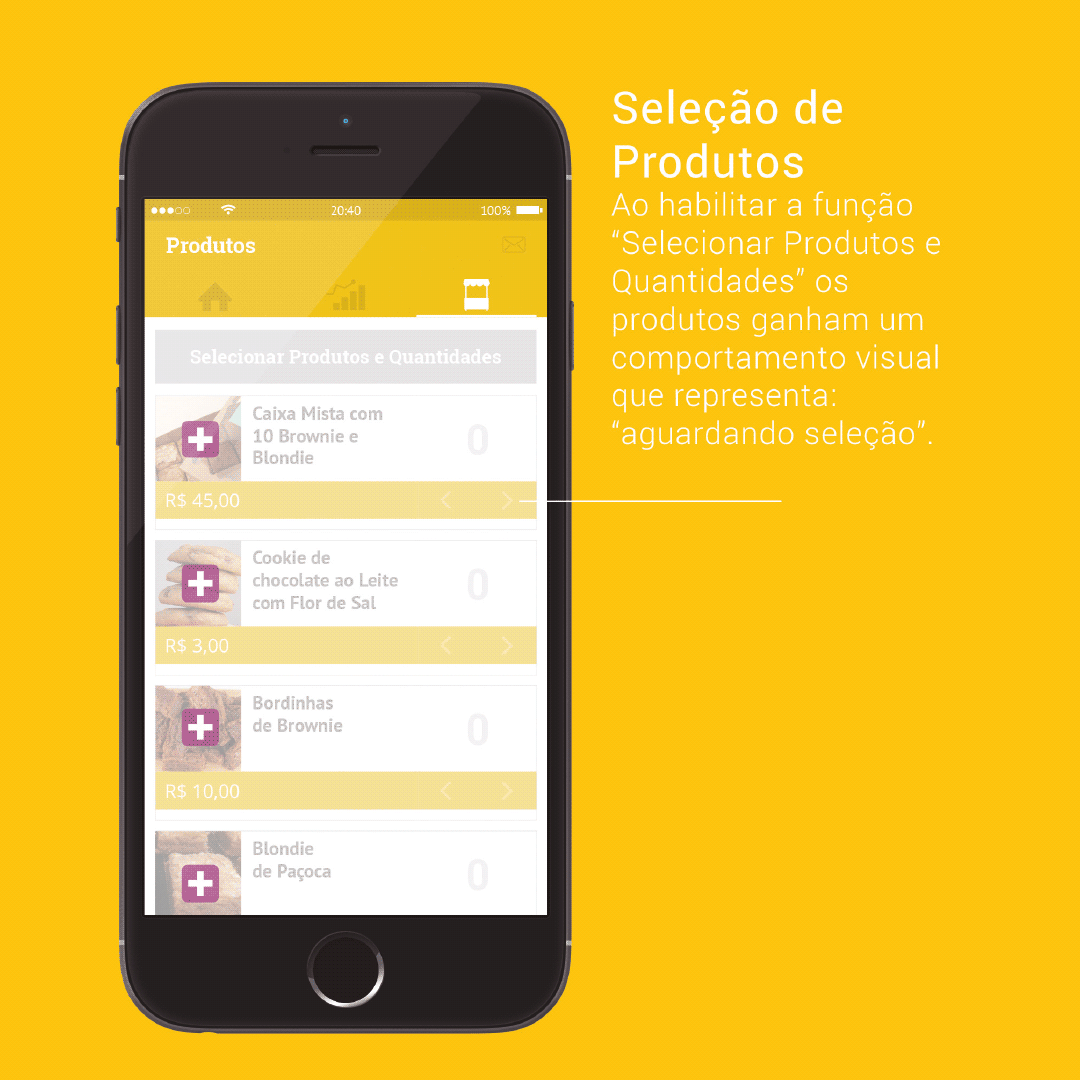 Seleção de
Produtos
Ao habilitar a função
“Selecionar Produtos e
Quantidades” os
produtos ganham um
comportamento visual
que representa:
“aguardando seleção”.
20:40
100%
Produtos
Selecionar Produtos e Quantidades
Caixa Mista com
10 Brownie e
Blondie
0
R$ 45,00
Cookie de
chocolate ao Leite
com Flor de Sal
0
R$ 3,00
Bordinhas
de Brownie
0
R$ 10,00
Blondie
de Paçoca
0